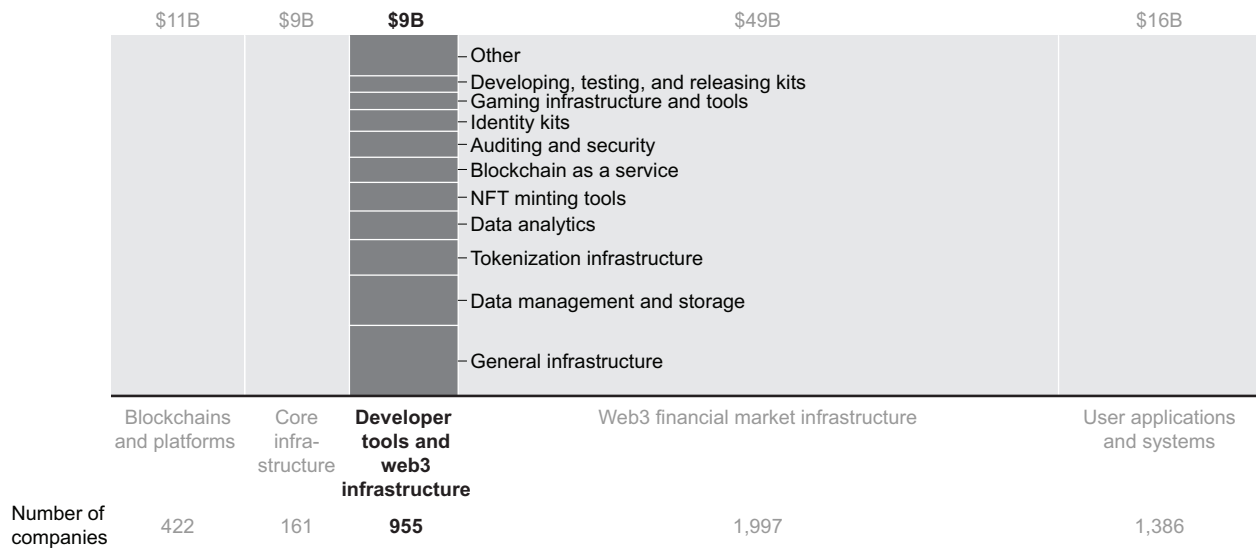 $11B $9B $9B $49B $16B
Other
Developing, testing, and releasing kits
Gaming infrastructure and tools
Identity kits
Auditing and security
Blockchain as a service
NFT minting tools
Data analytics
Tokenization infrastructure
Data management and storage
General infrastructure
Blockchains
and platforms
Core
infra-
structure
Developer
tools and
web3
infrastructure
Web3 financial market infrastructure
User applications
and systems
Number of
companies
422 161 955 1,997 1,386